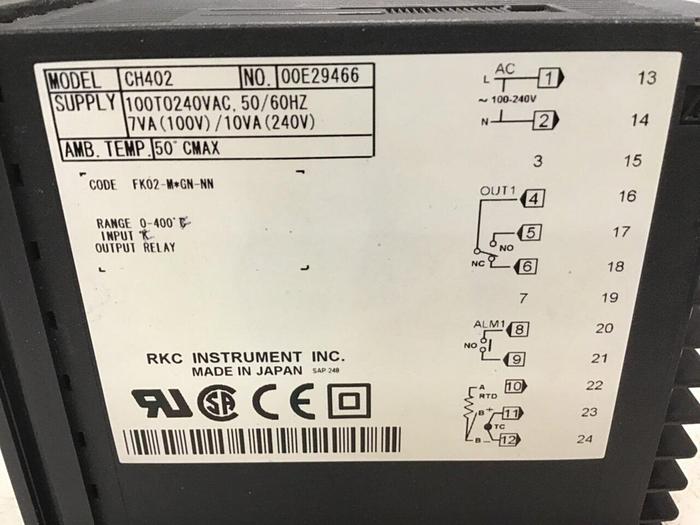 MODEL CH402 NO. 00E29466
SUPPLY 100TO240VAC, 50/60HZ
7VA(100V)/10VA(240V)
AMB. TEMP. 50°CMAX
CODE FK02-M*GN-NN
RANGE 0-400°
INPUT K
OUTPUT RELAY
RKC INSTRUMENT INC.
MADE IN JAPAN SAP-248
RU SA CE
AC
L 1 13
~100-240V
N 2 14
3 15
OUT1 4 16
5 17
NO
NC 6 18
7 19
ALM1 8 20
NO
9 21
A 10 22
RTD
B+ 11 23
TC
B- 12 24